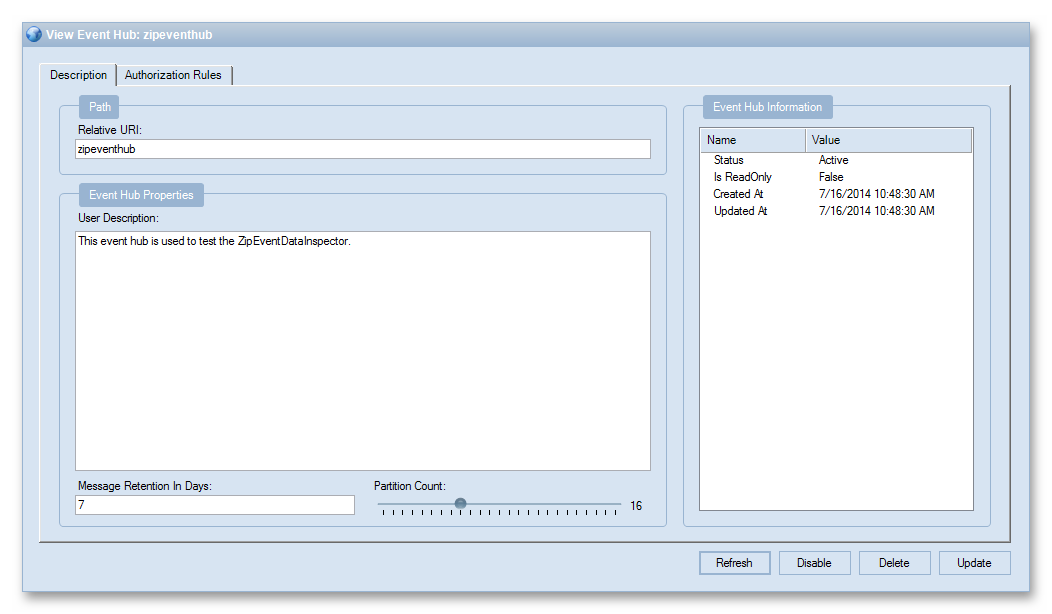 View Event Hub: zipeventhub
Description
Authorization Rules
Path
Relative URI:
zipeventhub
Event Hub Properties
User Description:
This event hub is used to test the ZipEventDataInspector.
Message Retention In Days:
7
Partition Count:
16
Event Hub Information
Name Value
Status Active
Is ReadOnly False
Created At 7/16/2014 10:48:30 AM
Updated At 7/16/2014 10:48:30 AM
Refresh
Disable
Delete
Update